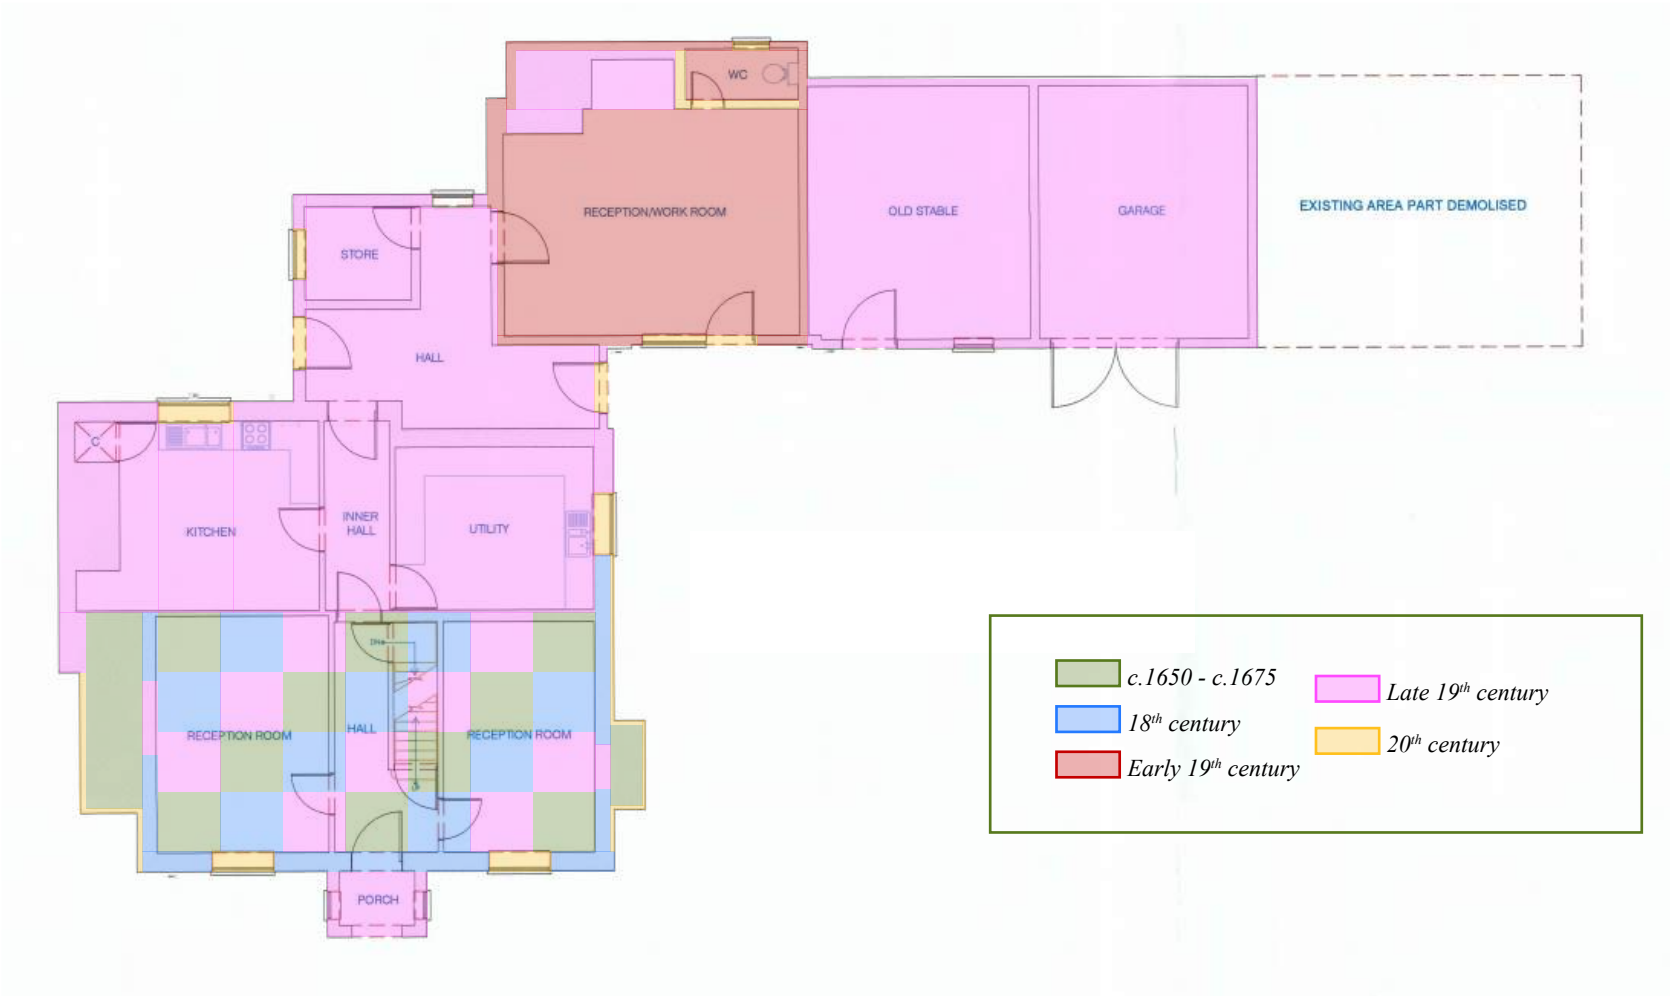 WC
RECEPTION/WORK ROOM
OLD STABLE
GARAGE
EXISTING AREA PART DEMOLISED
STORE
HALL
C
KITCHEN
INNER
HALL
UTILITY
RECEPTION ROOM
HALL
RECEPTION ROOM
PORCH
c.1650 - c.1675
18th century
Early 19th century
Late 19th century
20th century